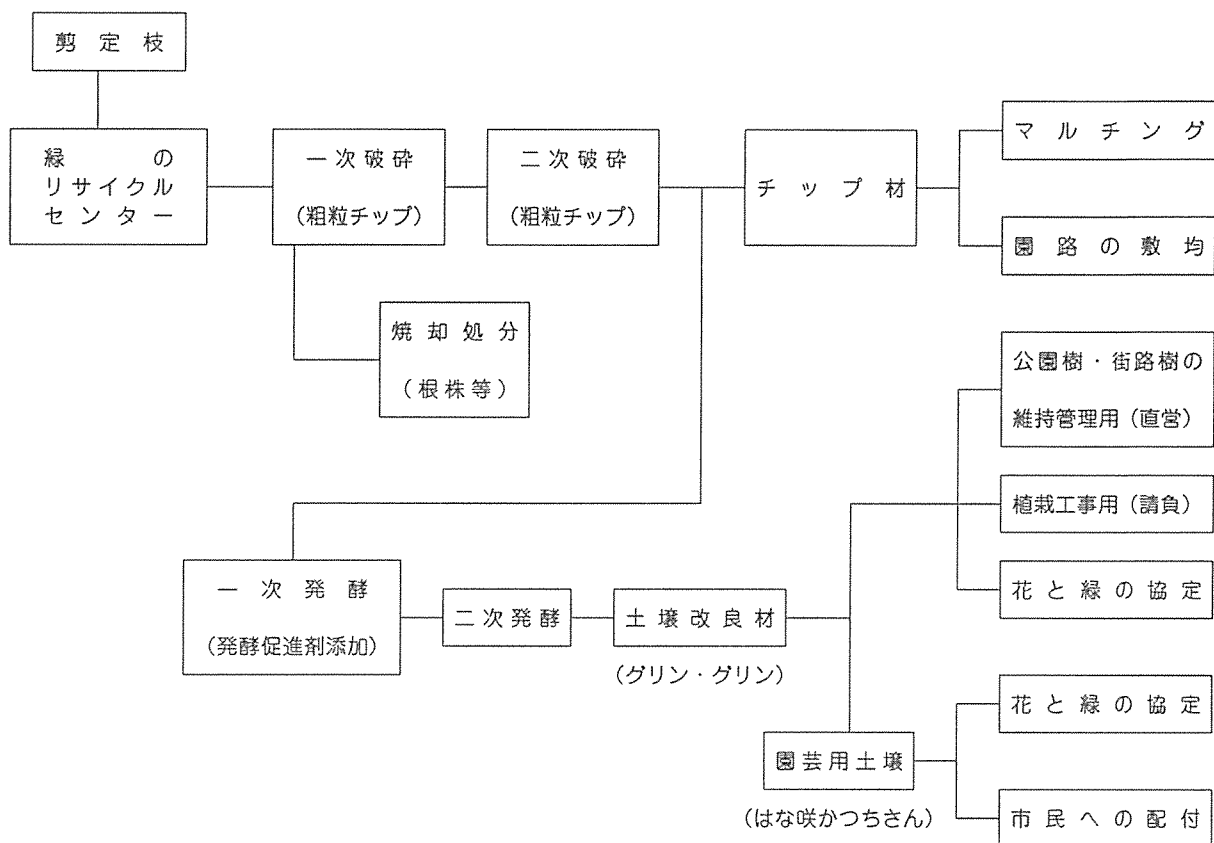 剪定枝
緑の
リサイクル
センター
一次破砕
(粗粒チップ)
二次破砕
(粗粒チップ)
チップ材
マルチング
園路の敷均
焼却処分
(根株等)
公園樹・街路樹の
維持管理用(直営)
植栽工事用(請負)
花と緑の協定
一次発酵
(発酵促進剤添加)
二次発酵
土壌改良材
(グリン・グリン)
園芸用土壌
(はな咲かつちさん)
花と緑の協定
市民への配付